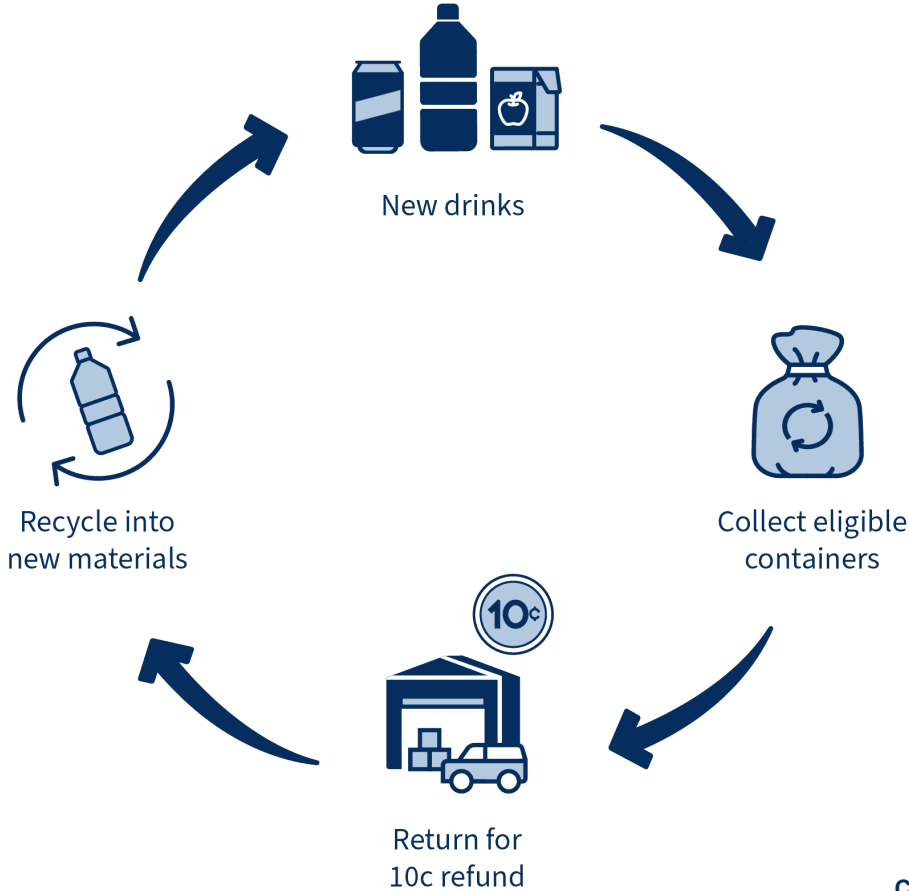 New drinks
Collect eligible
containers
10¢
Return for
10c refund
Recycle into
new materials